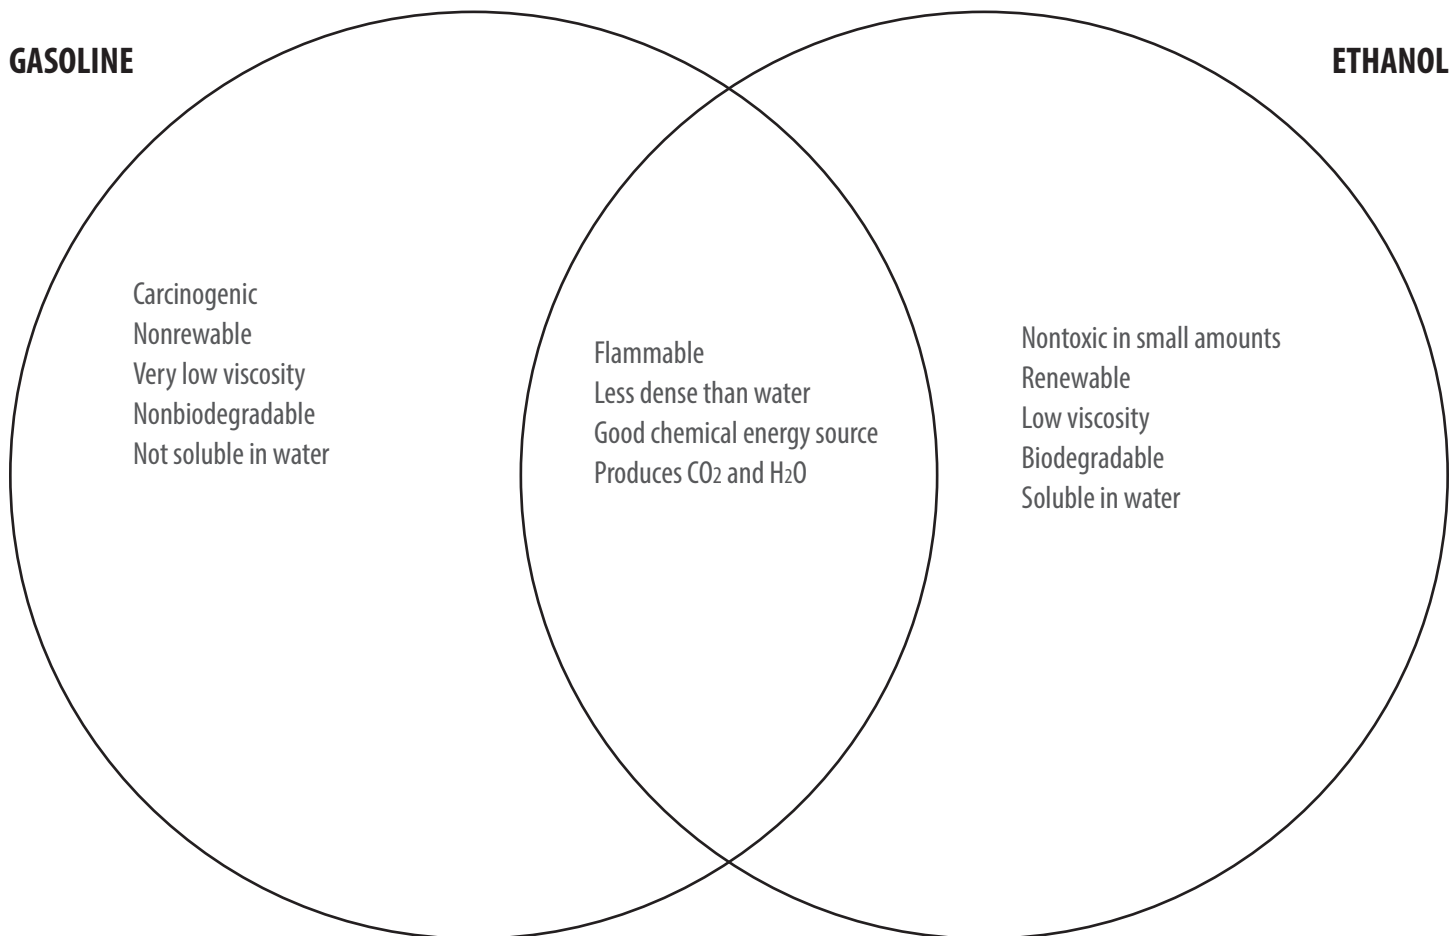 GASOLINE
ETHANOL
Carcinogenic
Nonrewable
Very low viscosity
Nonbiodegradable
Not soluble in water
Flammable
Less dense than water
Good chemical energy source
Produces CO2 and H2O
Nontoxic in small amounts
Renewable
Low viscosity
Biodegradable
Soluble in water